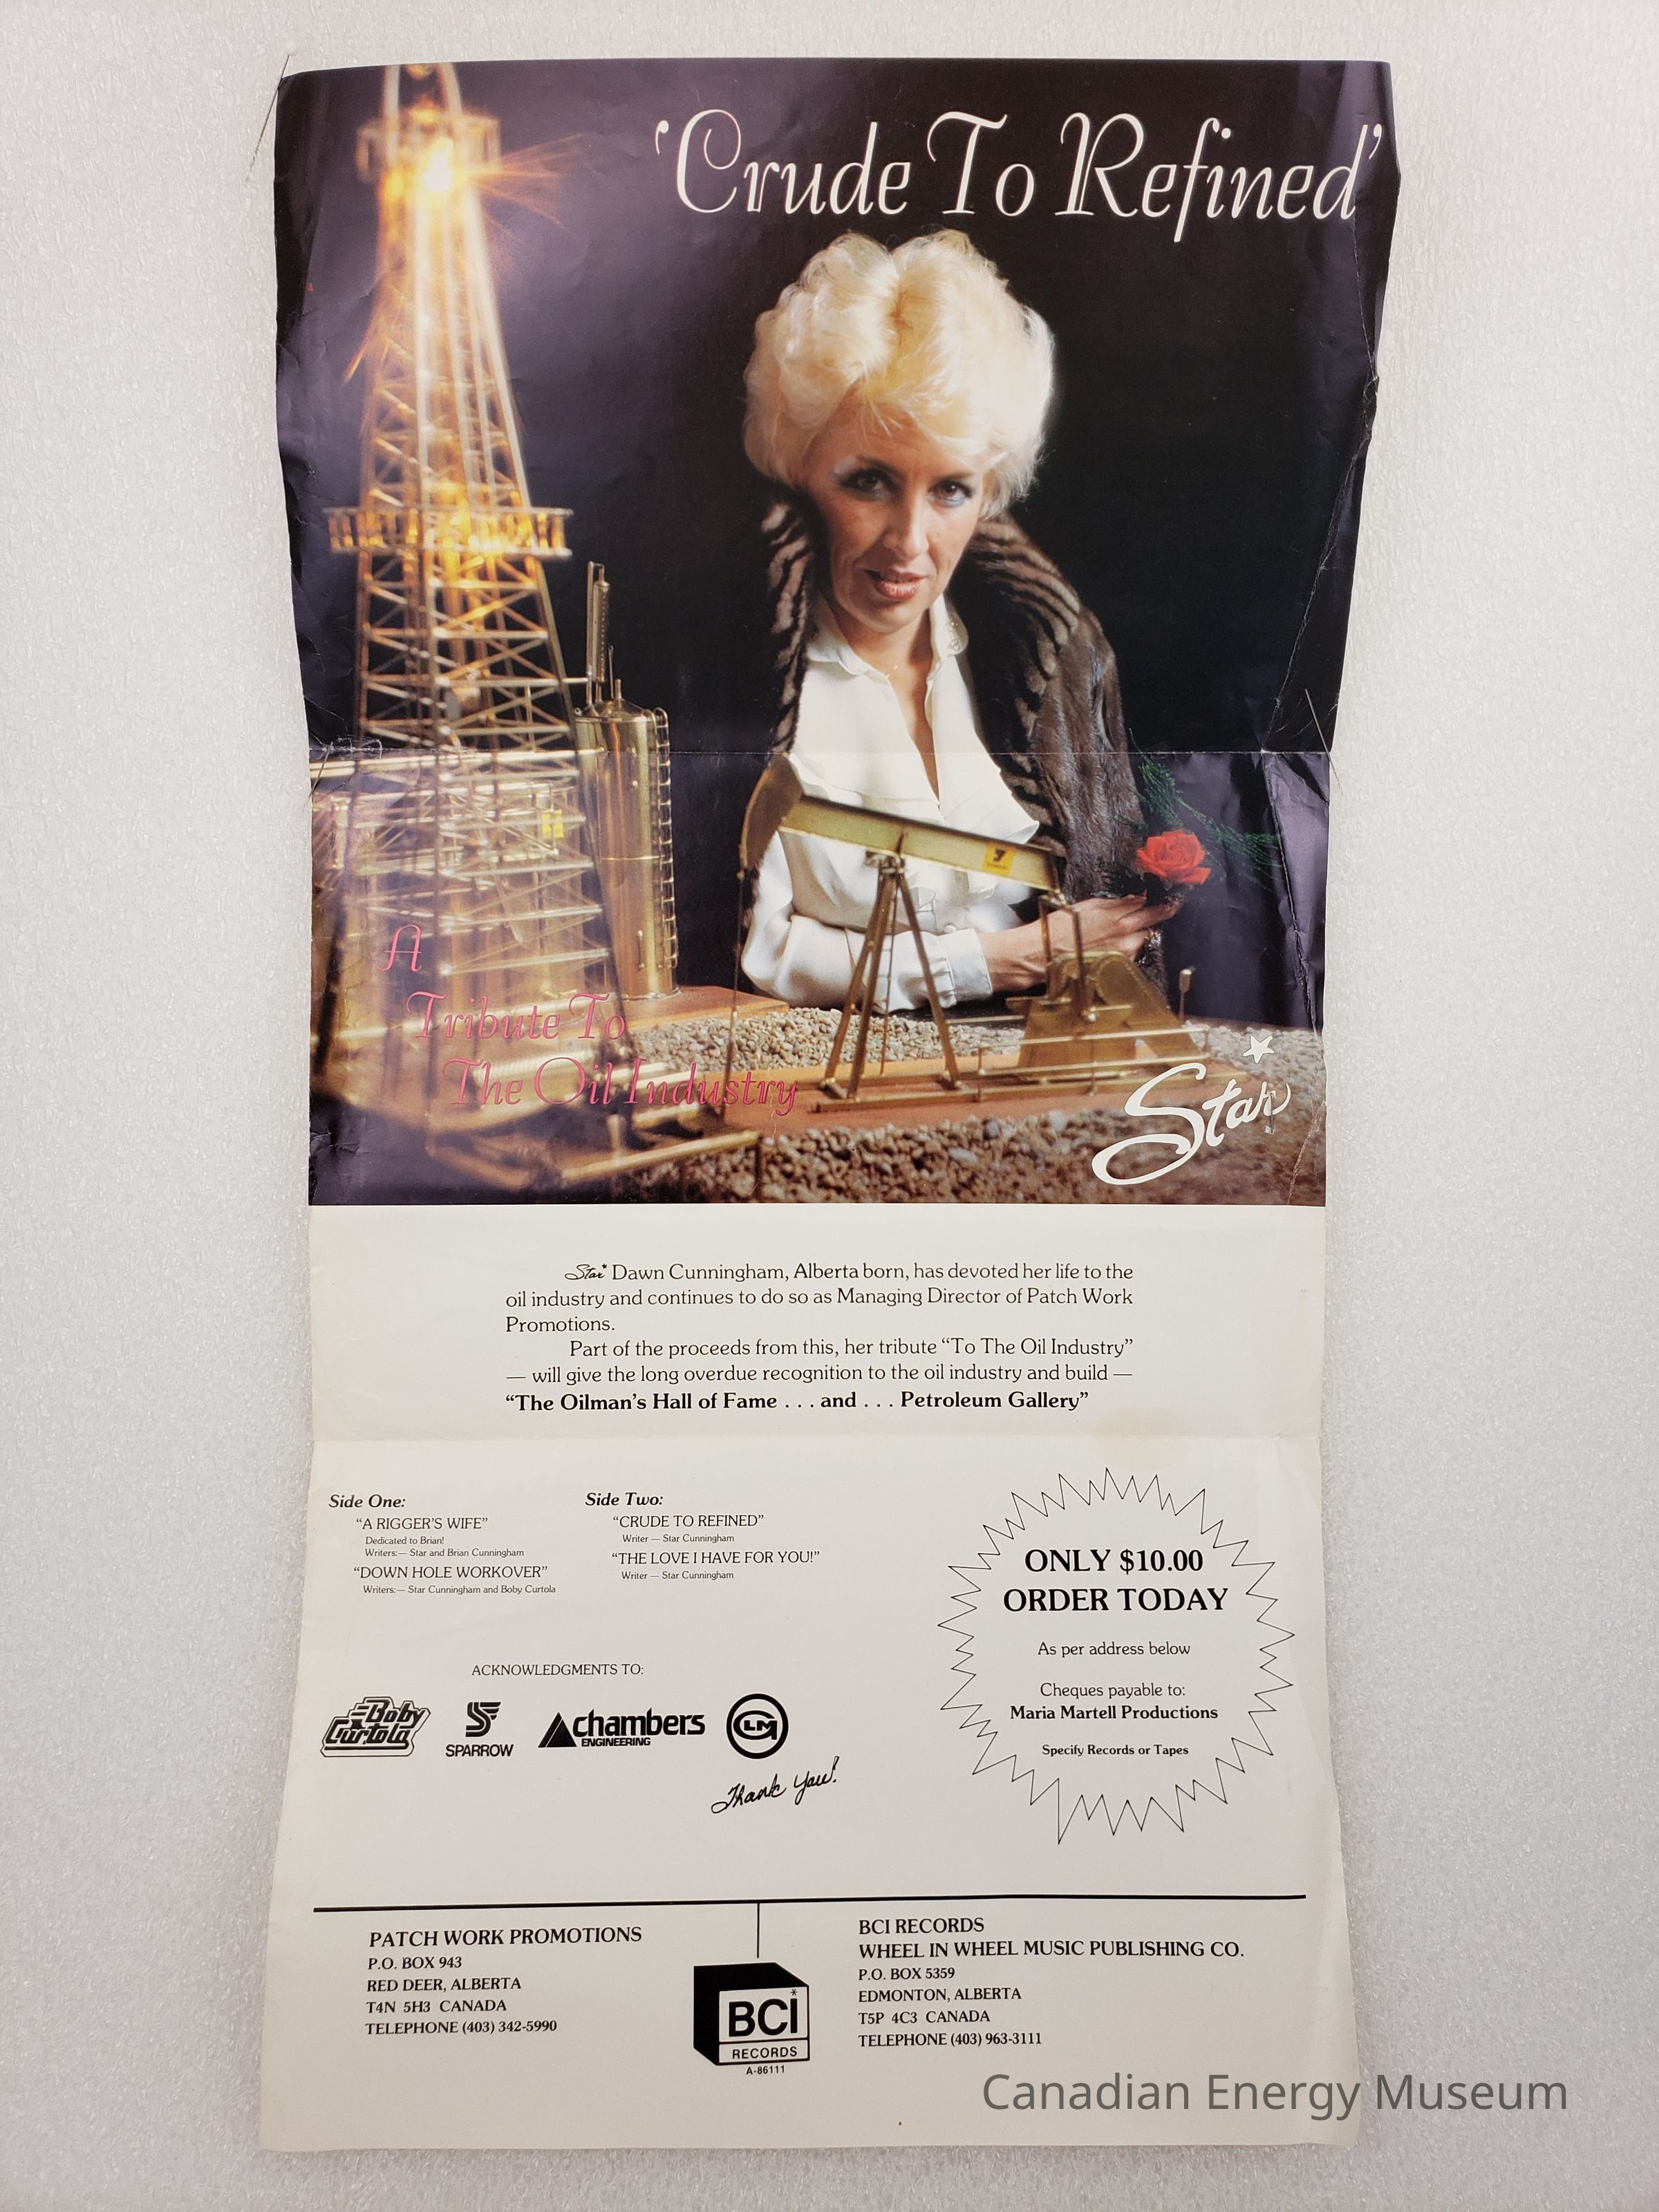 'Crude To Refined'
A
Tribute To
The Oil Industry
Star
Star* Dawn Cunningham, Alberta born, has devoted her life to the
oil industry and continues to do so as Managing Director of Patch Work
Promotions.
Part of the proceeds from this, her tribute “To The Oil Industry”
— will give the long overdue recognition to the oil industry and build —
“The Oilman's Hall of Fame . . . and . . . Petroleum Gallery”
Side One:
“A RIGGER'S WIFE”
Dedicated to Brian!
Writers:— Star and Brian Cunningham
“DOWN HOLE WORKOVER”
Writers:— Star Cunningham and Boby Curtola
Side Two:
“CRUDE TO REFINED”
Writer — Star Cunningham
“THE LOVE I HAVE FOR YOU!”
Writer — Star Cunningham
ONLY $10.00
ORDER TODAY
As per address below
Cheques payable to:
Maria Martell Productions
Specify Records or Tapes
ACKNOWLEDGMENTS TO:
Boby
Curtola
SPARROW
chambers
ENGINEERING
GLM
Thank You!
PATCH WORK PROMOTIONS
P.O. BOX 943
RED DEER, ALBERTA
T4N 5H3 CANADA
TELEPHONE (403) 342-5990
BCI*
RECORDS
A-86111
BCI RECORDS
WHEEL IN WHEEL MUSIC PUBLISHING CO.
P.O. BOX 5359
EDMONTON, ALBERTA
T5P 4C3 CANADA
TELEPHONE (403) 963-3111
Canadian Energy Museum